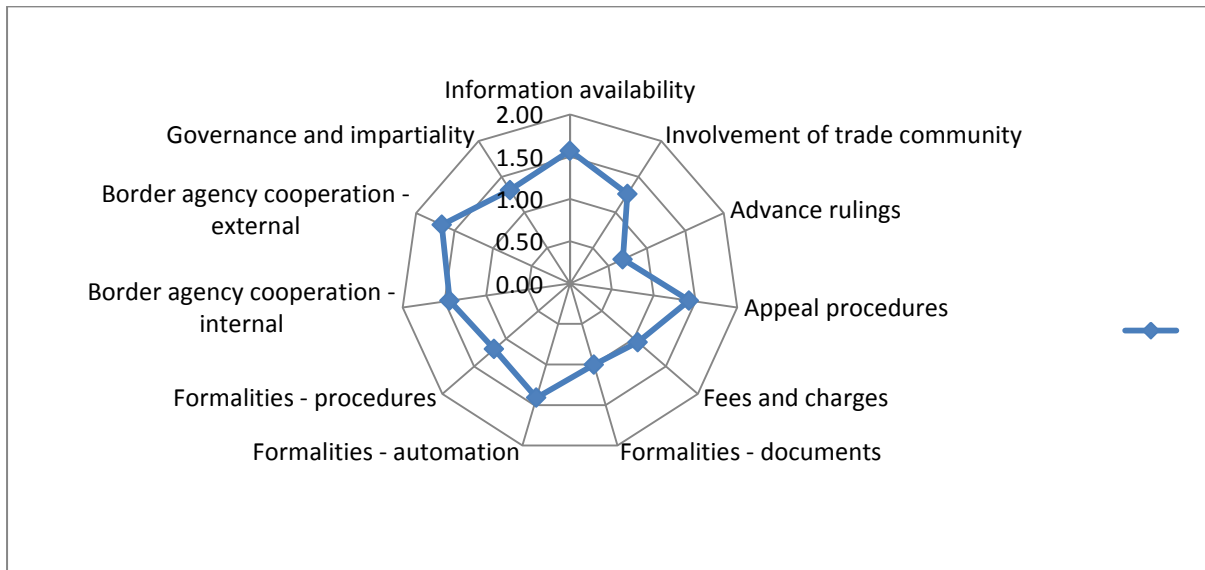 Information availability
2.00
Governance and impartiality
Involvement of trade community
1.50
Border agency cooperation -
external
1.00
Advance rulings
0.50
0.00
Border agency cooperation -
internal
Appeal procedures
Formalities - procedures
Fees and charges
Formalities - automation
Formalities - documents